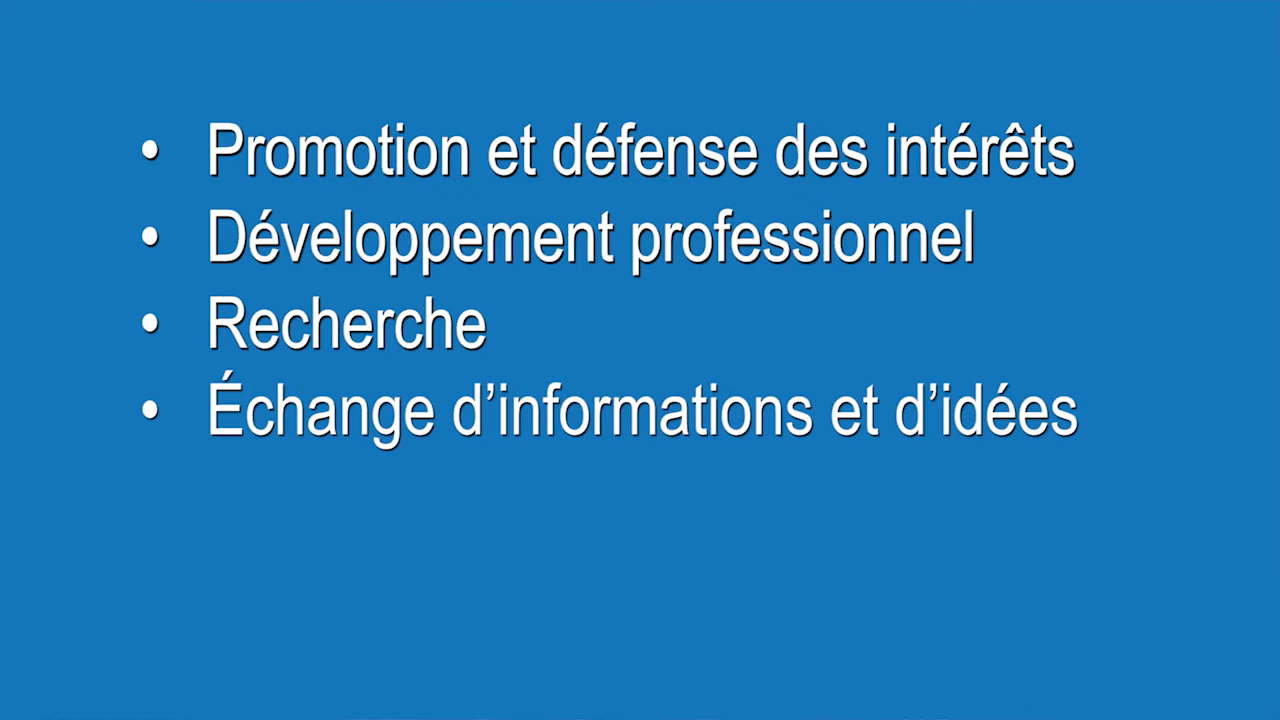 • Promotion et défense des intérêts
• Développement professionnel
• Recherche
• Échange d’informations et d’idées